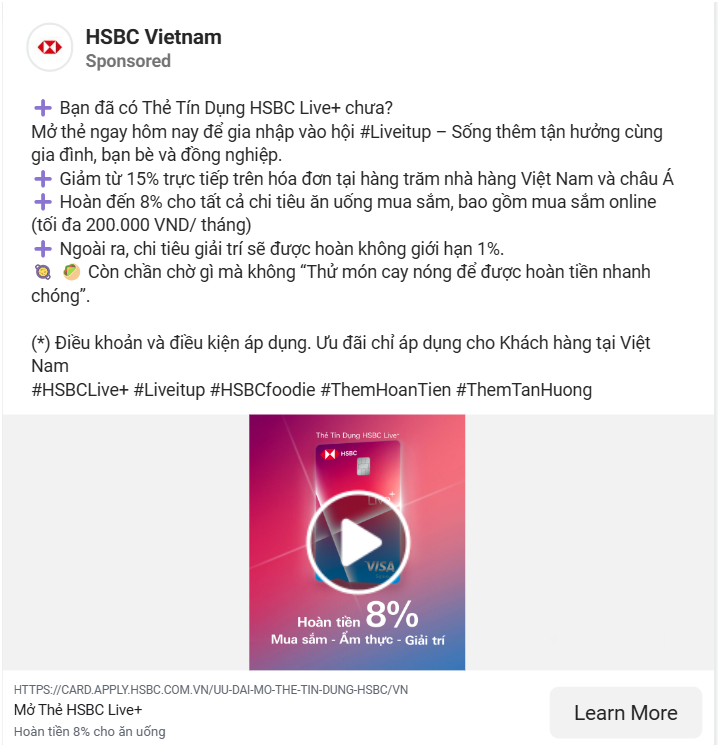 HSBC Vietnam
Sponsored
Bạn đã có Thẻ Tín Dụng HSBC Live+ chưa?
Mở thẻ ngay hôm nay để gia nhập vào hội #Liveitup – Sống thêm tận hưởng cùng
gia đình, bạn bè và đồng nghiệp.
Giảm từ 15% trực tiếp trên hóa đơn tại hàng trăm nhà hàng Việt Nam và châu Á
Hoàn đến 8% cho tất cả chi tiêu ăn uống mua sắm, bao gồm mua sắm online
(tối đa 200.000 VND/ tháng)
Ngoài ra, chi tiêu giải trí sẽ được hoàn không giới hạn 1%.
Còn chần chờ gì mà không “Thử món cay nóng để được hoàn tiền nhanh
chóng”.
(*) Điều khoản và điều kiện áp dụng. Ưu đãi chỉ áp dụng cho Khách hàng tại Việt
Nam
#HSBCLive+ #Liveitup #HSBCfoodie #ThemHoanTien #ThemTanHuong
Thẻ Tín Dụng HSBC Live+
HSBC
Live+
VISA
Hoàn tiền 8%
Mua sắm - Ẩm thực - Giải trí
HTTPS://CARD.APPLY.HSBC.COM.VN/UU-DAI-MO-THE-TIN-DUNG-HSBC/VN
Mở Thẻ HSBC Live+
Hoàn tiền 8% cho ăn uống
Learn More